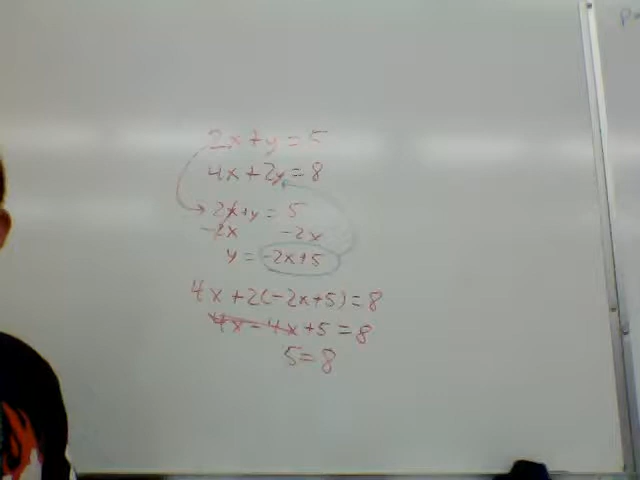 2x+y=5
4x+2y=8
2x+y=5
-2x -2x
y=-2x+5
4x+2(-2x+5)=8
4x-4x+5=8
5=8